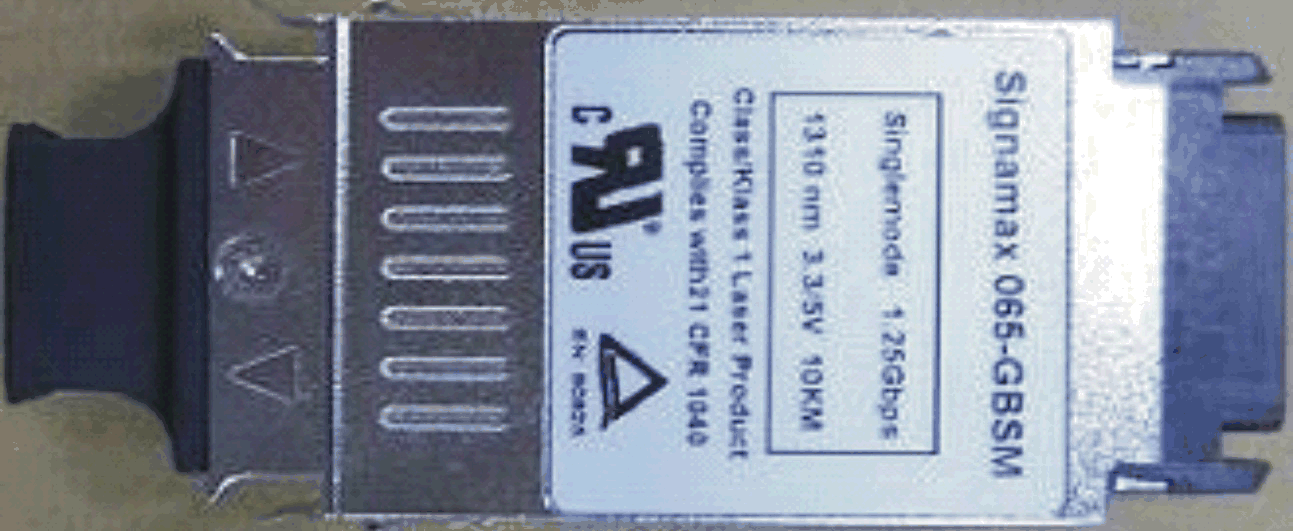 Signamax 065-GBSM
Singlemode 1.25Gbps
1310 nm 3.3/5V 10KM
Class/Klass 1 Laser Product
Complies with21 CFR 1040
C RU® US